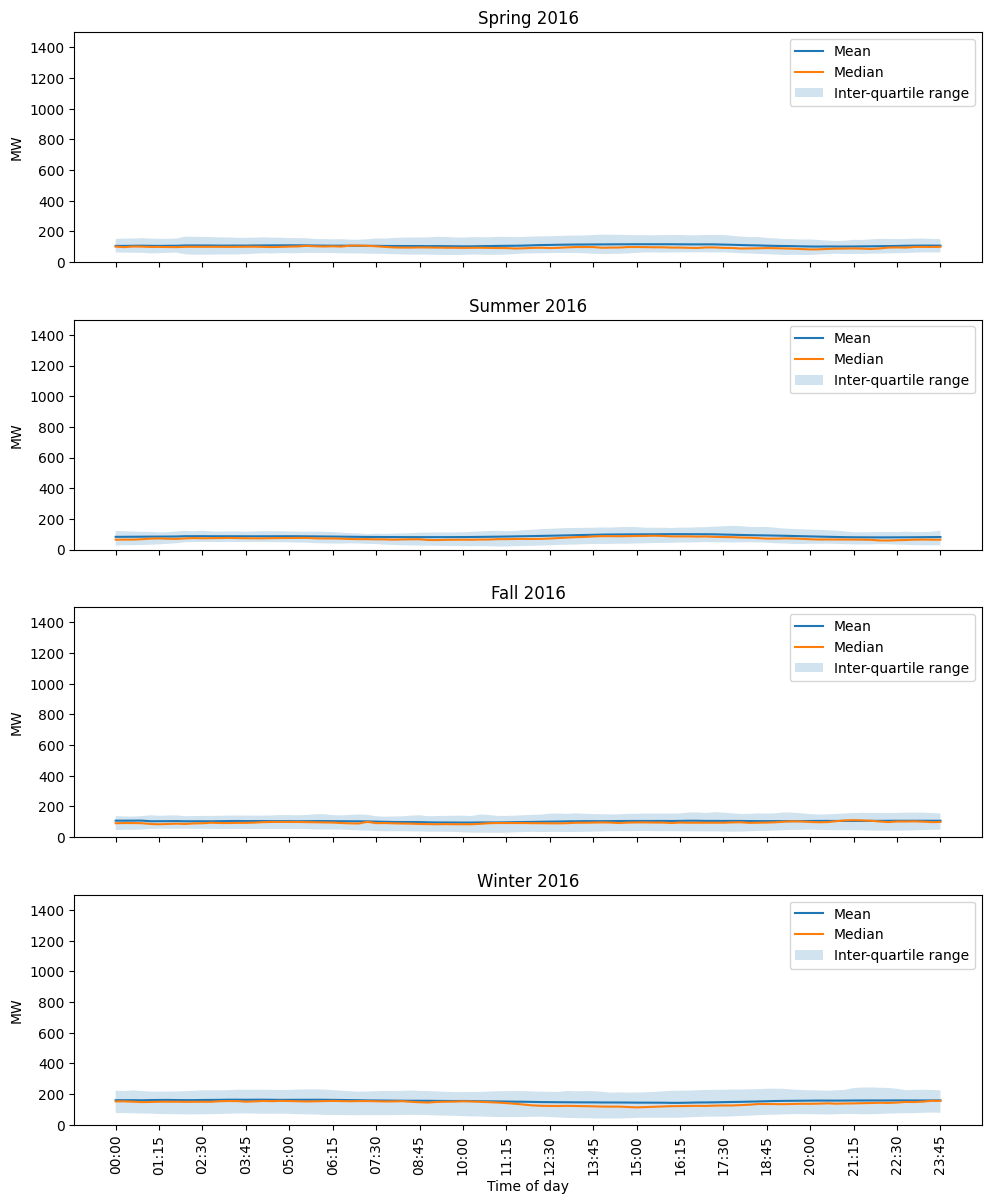 Spring 2016
1400
1200
1000
800
600
400
200
0
MW
Mean
Median
Inter-quartile range
Summer 2016
1400
1200
1000
800
600
400
200
0
MW
Mean
Median
Inter-quartile range
Fall 2016
1400
1200
1000
800
600
400
200
0
MW
Mean
Median
Inter-quartile range
Winter 2016
1400
1200
1000
800
600
400
200
0
MW
Mean
Median
Inter-quartile range
00:00
01:15
02:30
03:45
05:00
06:15
07:30
08:45
10:00
11:15
12:30
13:45
15:00
16:15
17:30
18:45
20:00
21:15
22:30
23:45
Time of day